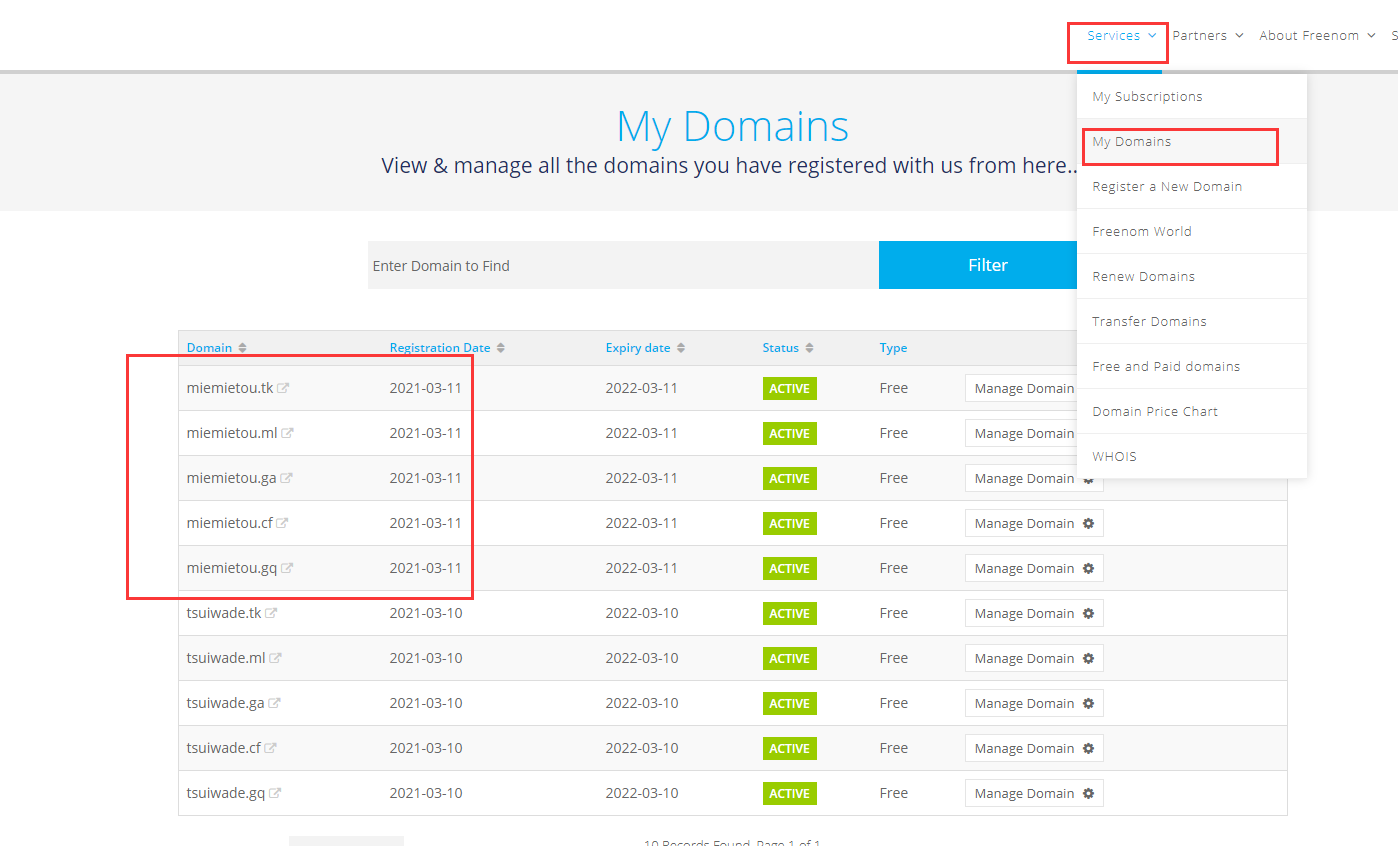 Services Partners About Freenom S
My Subscriptions
My Domains
Register a New Domain
Freenom World
Renew Domains
Transfer Domains
Free and Paid domains
Domain Price Chart
WHOIS
My Domains
View & manage all the domains you have registered with us from here..
Enter Domain to Find Filter
Domain Registration Date Expiry date Status Type
miemietou.tk 2021-03-11 2022-03-11 ACTIVE Free Manage Domain
miemietou.ml 2021-03-11 2022-03-11 ACTIVE Free Manage Domain
miemietou.ga 2021-03-11 2022-03-11 ACTIVE Free Manage Domain
miemietou.cf 2021-03-11 2022-03-11 ACTIVE Free Manage Domain
miemietou.gq 2021-03-11 2022-03-11 ACTIVE Free Manage Domain
tsuiwade.tk 2021-03-10 2022-03-10 ACTIVE Free Manage Domain
tsuiwade.ml 2021-03-10 2022-03-10 ACTIVE Free Manage Domain
tsuiwade.ga 2021-03-10 2022-03-10 ACTIVE Free Manage Domain
tsuiwade.cf 2021-03-10 2022-03-10 ACTIVE Free Manage Domain
tsuiwade.gq 2021-03-10 2022-03-10 ACTIVE Free Manage Domain
10 Records Found, Page 1 of 1